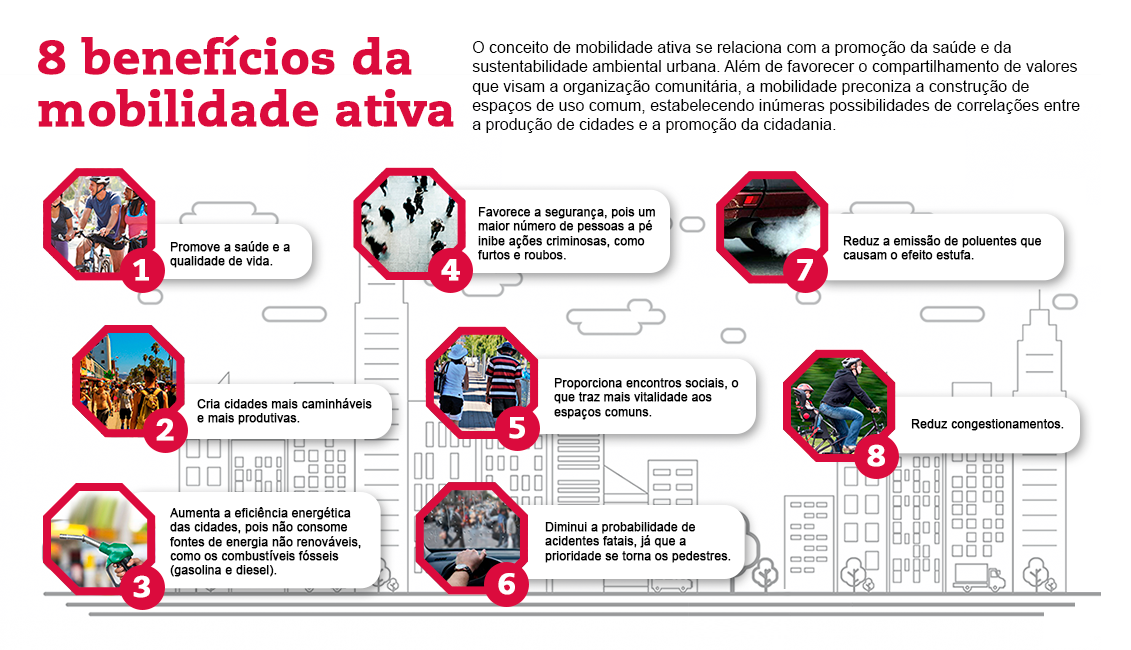 8 benefícios da
mobilidade ativa
O conceito de mobilidade ativa se relaciona com a promoção da saúde e da
sustentabilidade ambiental urbana. Além de favorecer o compartilhamento de valores
que visam a organização comunitária, a mobilidade preconiza a construção de
espaços de uso comum, estabelecendo inúmeras possibilidades de correlações entre
a produção de cidades e a promoção da cidadania.
1
Promove a saúde e a
qualidade de vida.
2
Cria cidades mais caminháveis
e mais produtivas.
3
Aumenta a eficiência energética
das cidades, pois não consome
fontes de energia não renováveis,
como os combustíveis fósseis
(gasolina e diesel).
4
Favorece a segurança, pois um
maior número de pessoas a pé
inibe ações criminosas, como
furtos e roubos.
5
Proporciona encontros sociais, o
que traz mais vitalidade aos
espaços comuns.
6
Diminui a probabilidade de
acidentes fatais, já que a
prioridade se torna os pedestres.
7
Reduz a emissão de poluentes que
causam o efeito estufa.
8
Reduz congestionamentos.